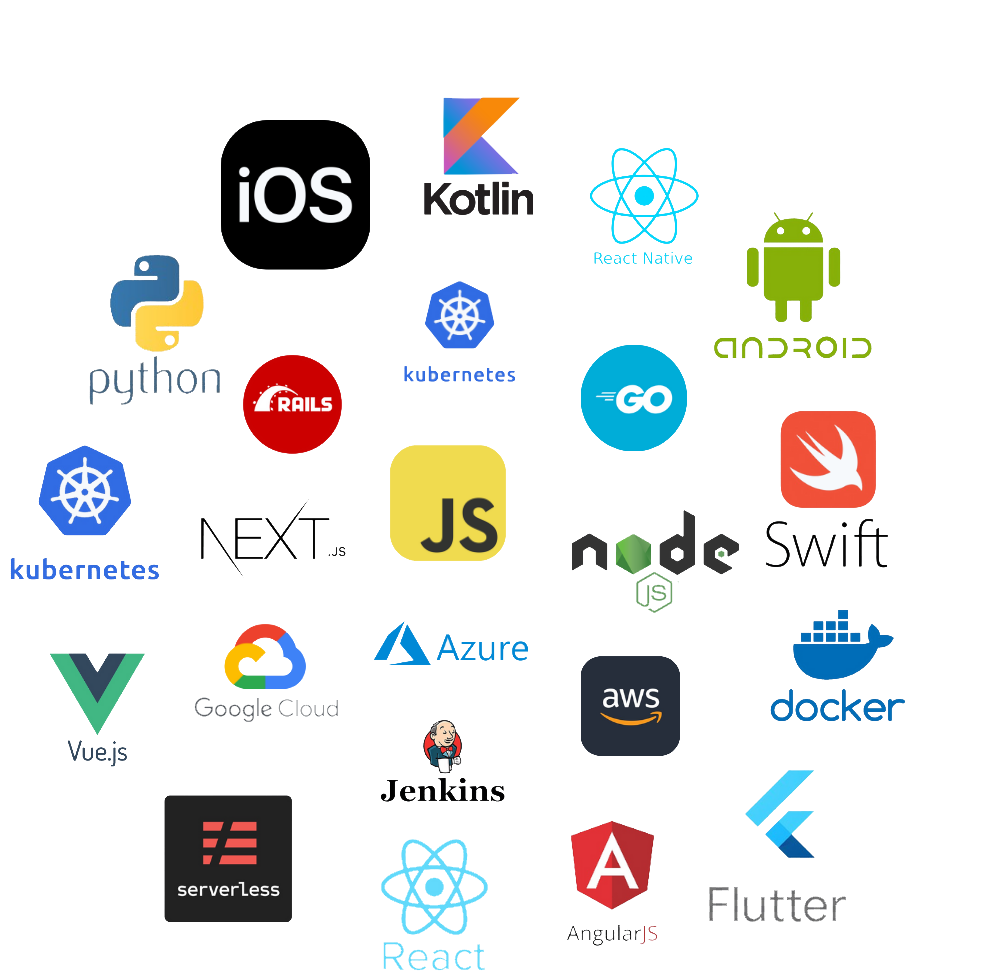 iOS
Kotlin
React Native
ANDROID
python
kubernetes
RAILS
GO
kubernetes
NEXT.JS
JS
node
JS
Swift
Vue.js
Google Cloud
Azure
aws
docker
Jenkins
serverless
React
AngularJS
Flutter